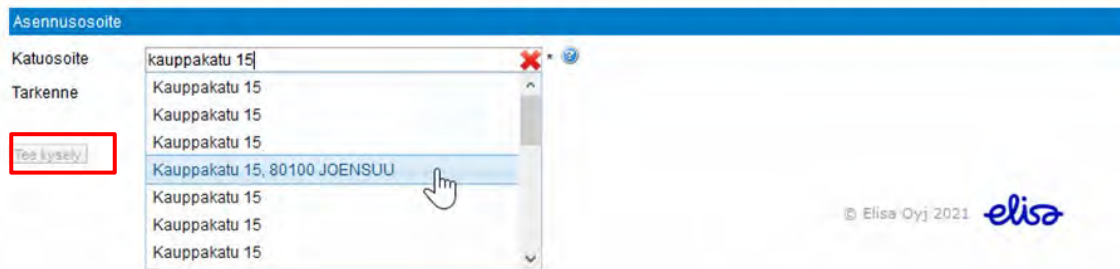 Asennusosoite
Katuosoite kauppakatu 15 *
Tarkenne
Kauppakatu 15
Kauppakatu 15
Kauppakatu 15
Kauppakatu 15, 80100 JOENSUU
Kauppakatu 15
Kauppakatu 15
Kauppakatu 15
Tee kysely
© Elisa Oyj 2021 elisa